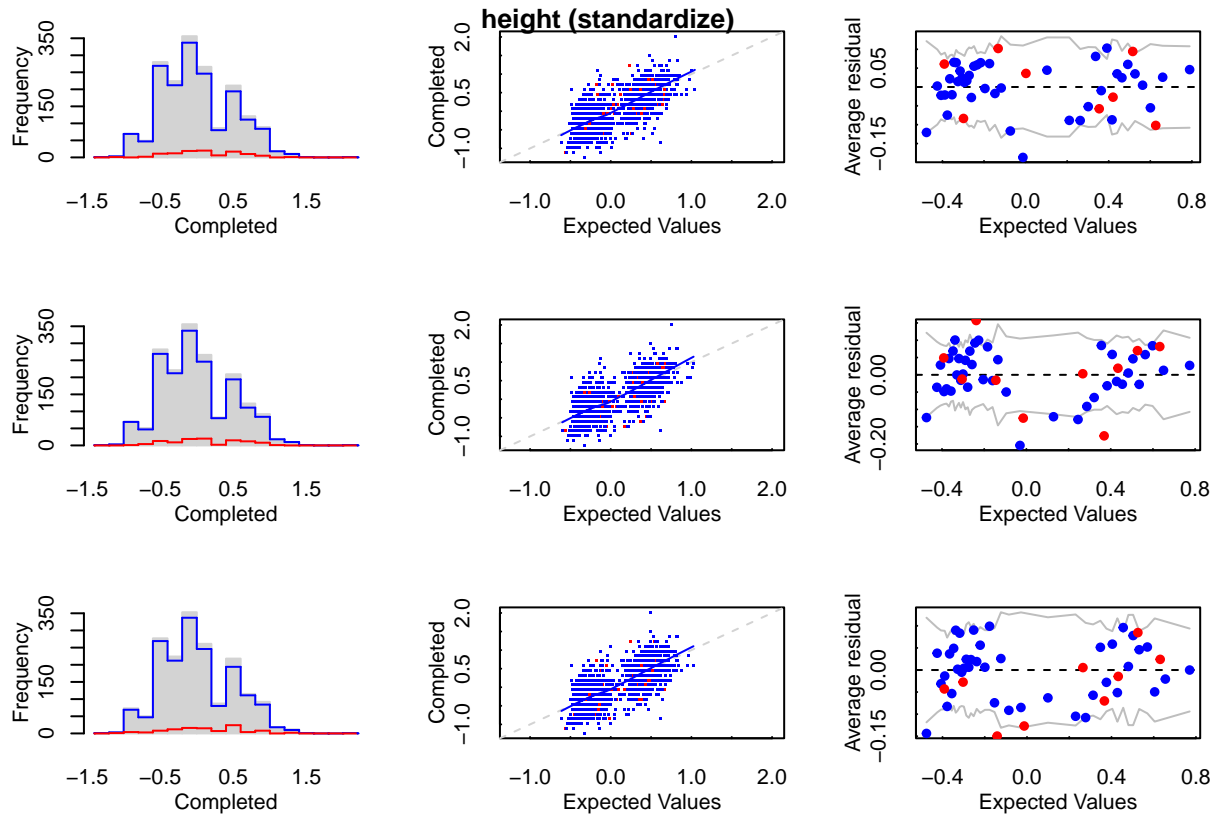 height (standardize)
Frequency
0 150 350
−1.5 −0.5 0.5 1.5
Completed
Completed
−1.0 0.5 2.0
−1.0 0.0 1.0 2.0
Expected Values
Average residual
−0.15 0.05
−0.4 0.0 0.4 0.8
Expected Values
Frequency
0 150 350
−1.5 −0.5 0.5 1.5
Completed
Completed
−1.0 0.5 2.0
−1.0 0.0 1.0 2.0
Expected Values
Average residual
−0.20 0.00
−0.4 0.0 0.4 0.8
Expected Values
Frequency
0 150 350
−1.5 −0.5 0.5 1.5
Completed
Completed
−1.0 0.5 2.0
−1.0 0.0 1.0 2.0
Expected Values
Average residual
−0.15 0.00
−0.4 0.0 0.4 0.8
Expected Values